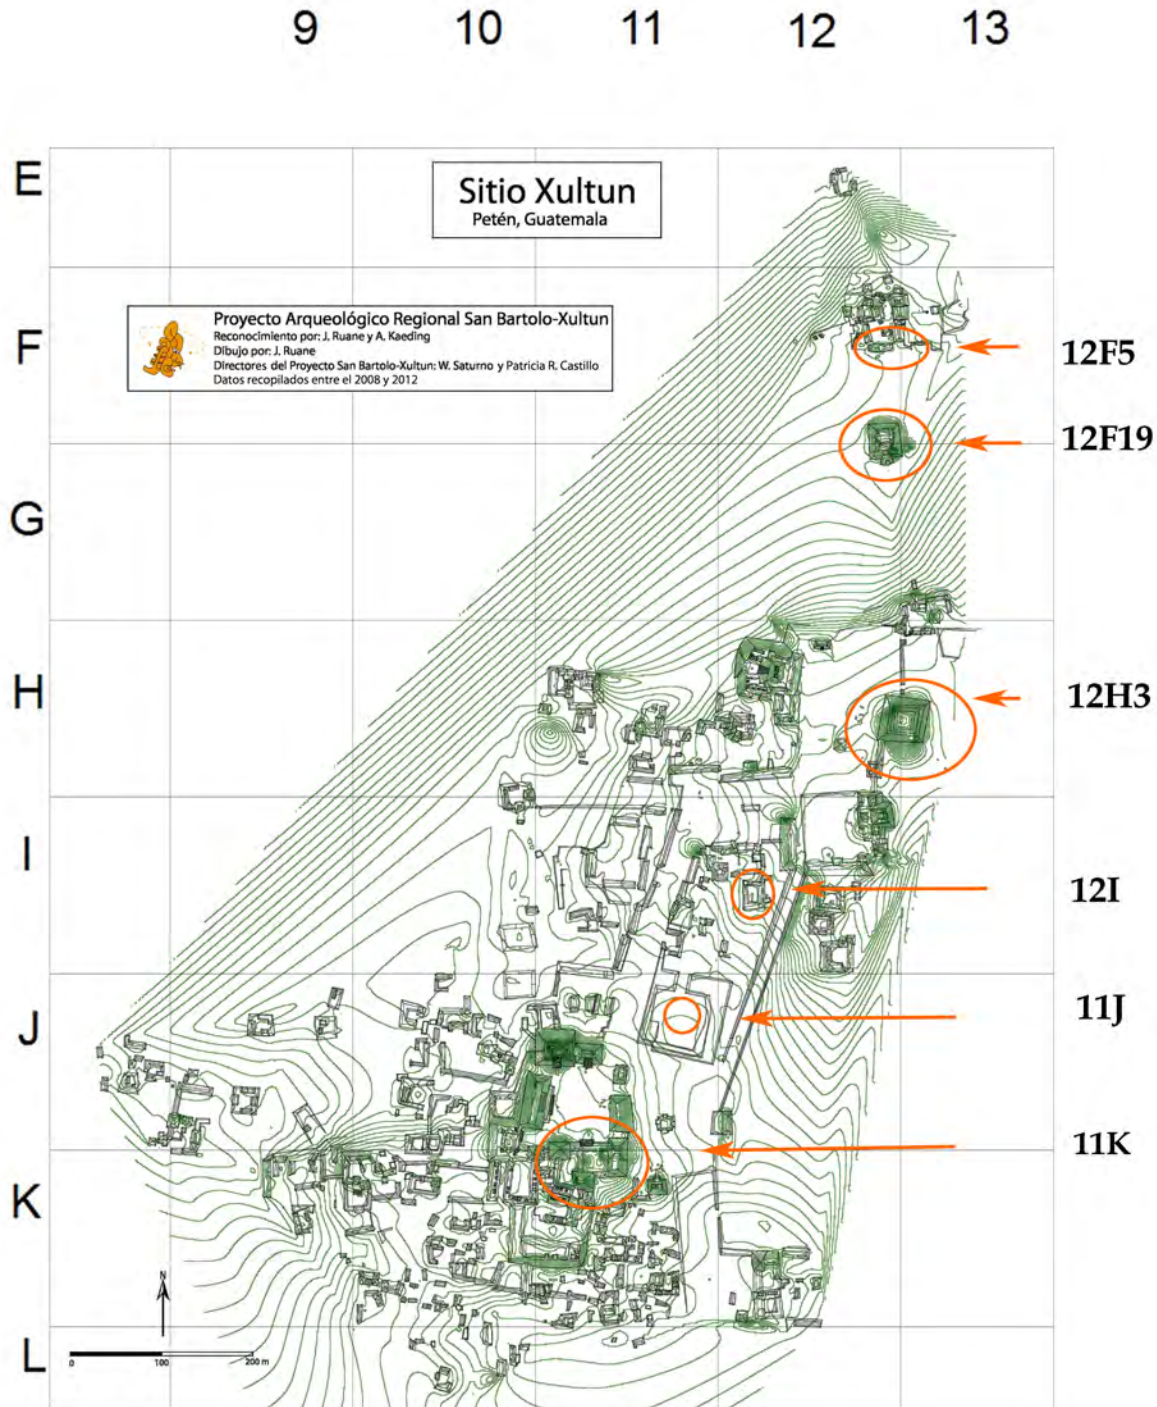 9 10 11 12 13
E
Sitio Xultun
Petén, Guatemala
Proyecto Arqueológico Regional San Bartolo-Xultun
Reconocimiento por: J. Ruane y A. Kaeding
Dibujo por: J. Ruane
Directores del Proyecto San Bartolo-Xultun: W. Saturno y Patricia R. Castillo
Datos recopilados entre el 2008 y 2012
F
12F5
12F19
G
H
12H3
I
12I
J
11J
11K
K
N
L
0 100 200 m